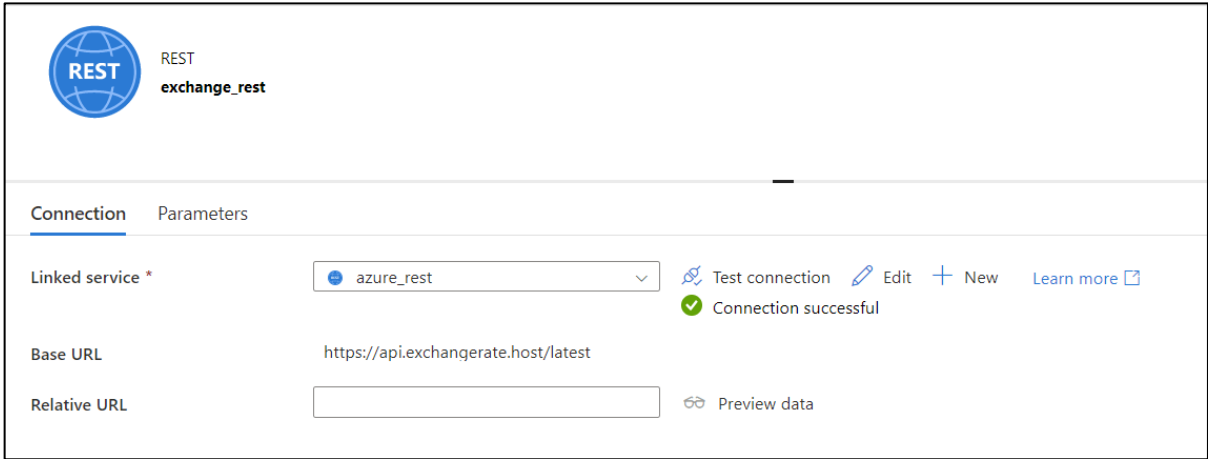 REST
REST
exchange_rest
Connection Parameters
Linked service * azure_rest Test connection Edit New Learn more
Connection successful
Base URL https://api.exchangerate.host/latest
Relative URL Preview data